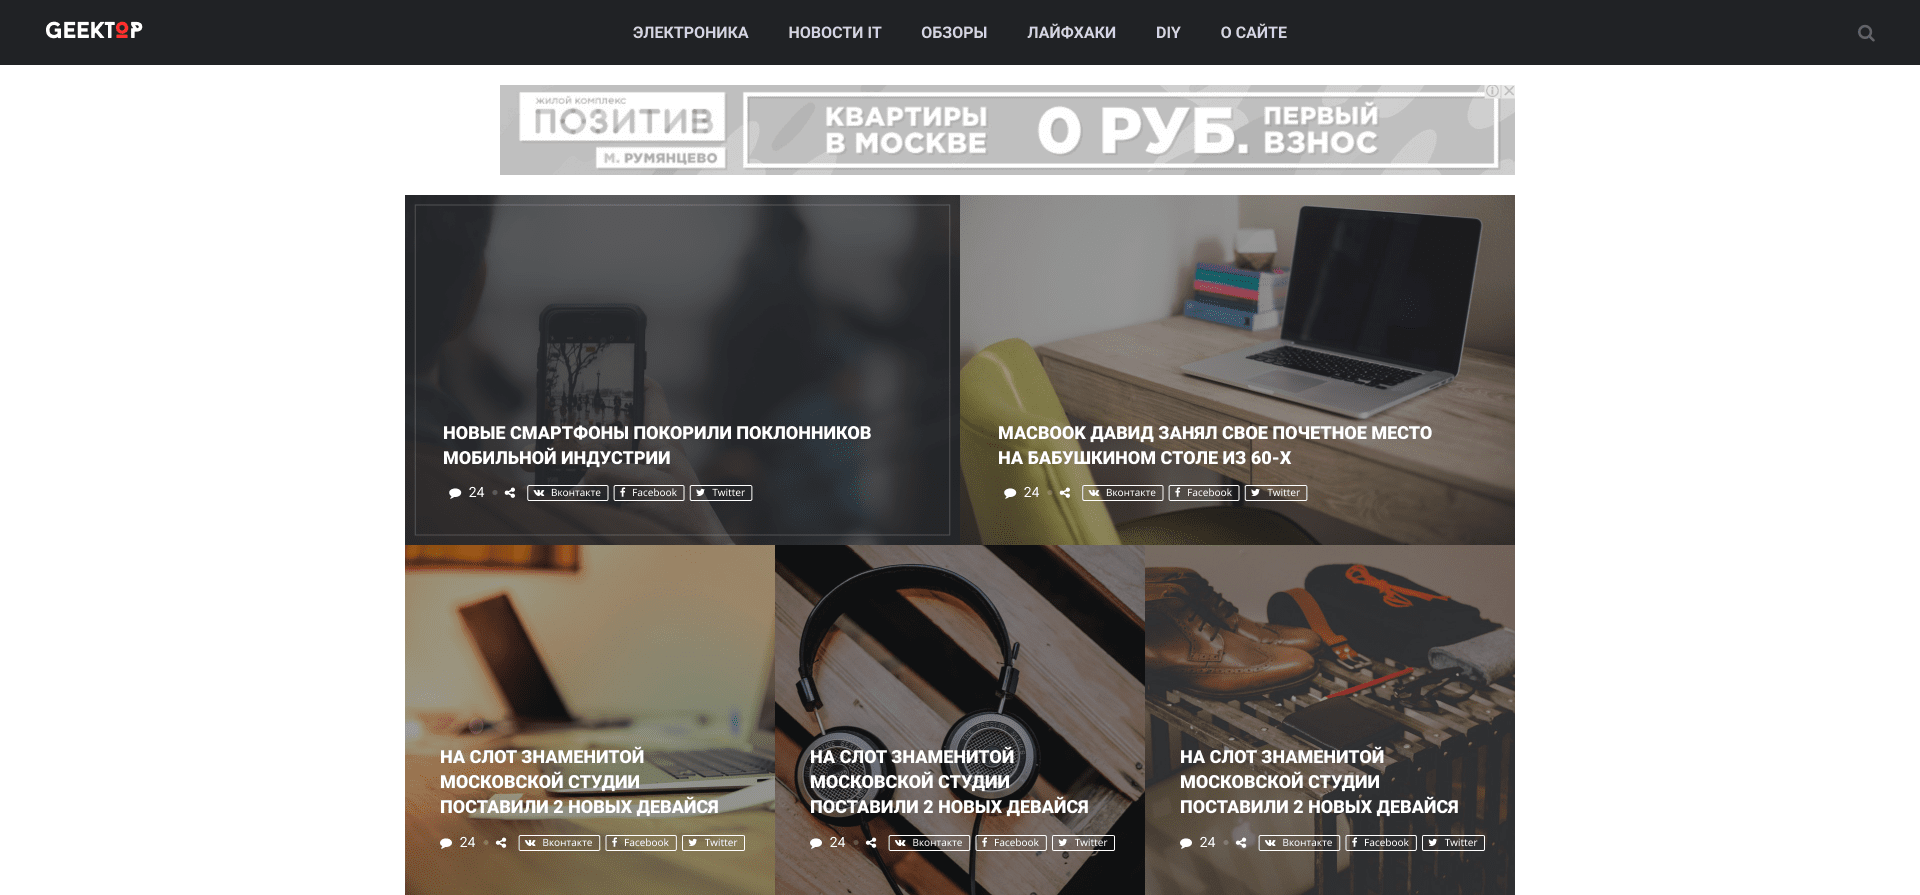 GEEKTOP
ЭЛЕКТРОНИКА НОВОСТИ IT ОБЗОРЫ ЛАЙФХАКИ DIY О САЙТЕ
ЖИЛОЙ КОМПЛЕКС
ПОЗИТИВ
М. РУМЯНЦЕВО
КВАРТИРЫ
В МОСКВЕ
0 РУБ.
ПЕРВЫЙ
ВЗНОС
НОВЫЕ СМАРТФОНЫ ПОКОРИЛИ ПОКЛОННИКОВ
МОБИЛЬНОЙ ИНДУСТРИИ
24 Вконтакте Facebook Twitter
MACBOOK ДАВИД ЗАНЯЛ СВОЕ ПОЧЕТНОЕ МЕСТО
НА БАБУШКИНОМ СТОЛЕ ИЗ 60-Х
24 Вконтакте Facebook Twitter
НА СЛОТ ЗНАМЕНИТОЙ
МОСКОВСКОЙ СТУДИИ
ПОСТАВИЛИ 2 НОВЫХ ДЕВАЙСЯ
24 Вконтакте Facebook Twitter
НА СЛОТ ЗНАМЕНИТОЙ
МОСКОВСКОЙ СТУДИИ
ПОСТАВИЛИ 2 НОВЫХ ДЕВАЙСЯ
24 Вконтакте Facebook Twitter
НА СЛОТ ЗНАМЕНИТОЙ
МОСКОВСКОЙ СТУДИИ
ПОСТАВИЛИ 2 НОВЫХ ДЕВАЙСЯ
24 Вконтакте Facebook Twitter